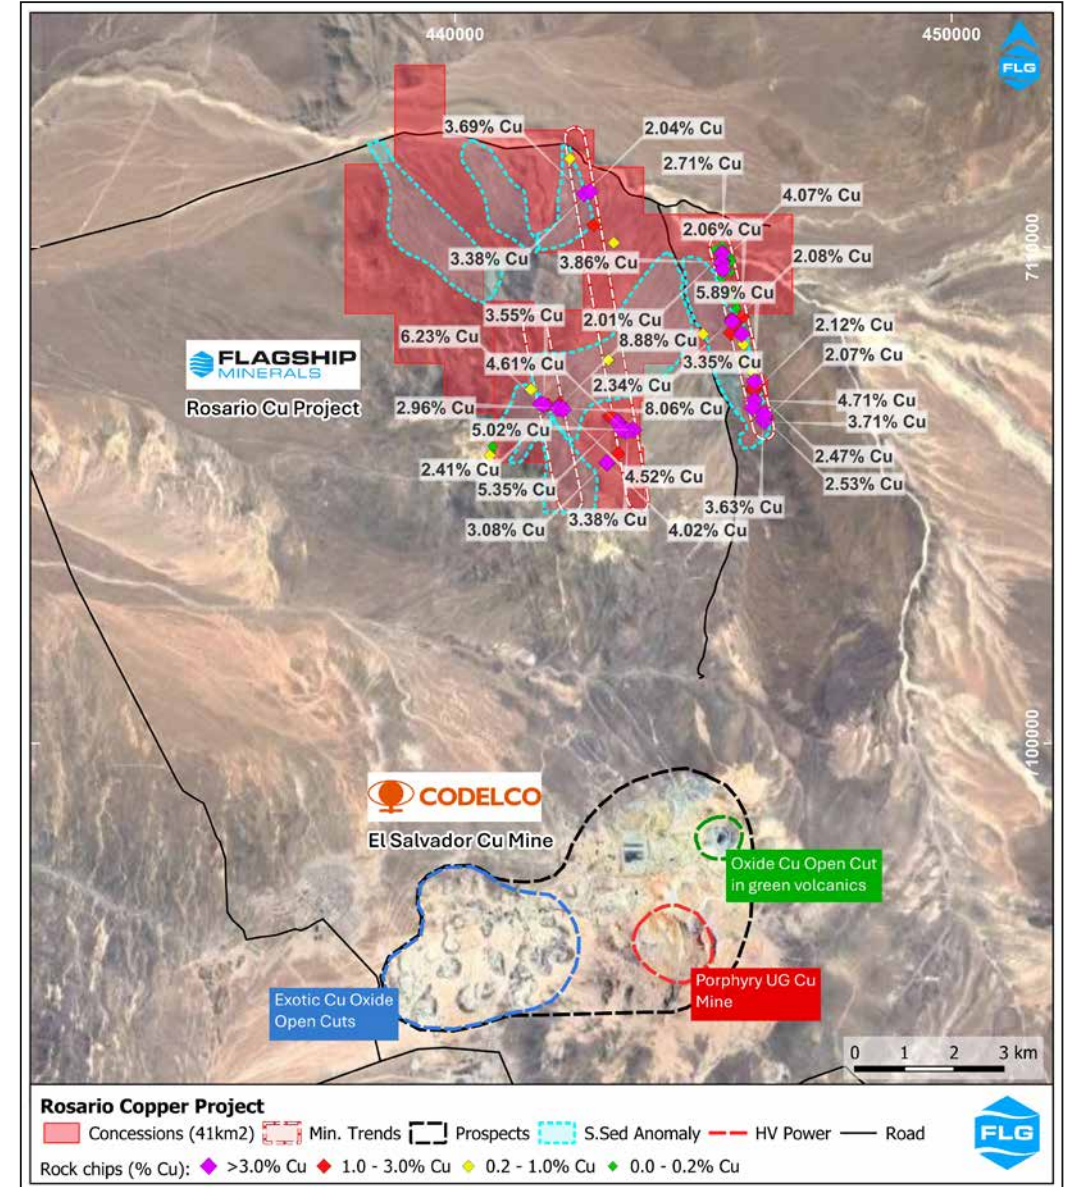 440000
450000
FLG
3.69% Cu
2.04% Cu
2.71% Cu
4.07% Cu
2.06% Cu
7110000
3.38% Cu
3.86% Cu
2.08% Cu
5.89% Cu
3.55% Cu
2.01% Cu
2.12% Cu
6.23% Cu
8.88% Cu
FLAGSHIP
MINERALS
4.61% Cu
3.35% Cu
2.07% Cu
2.34% Cu
Rosario Cu Project
2.96% Cu
8.06% Cu
4.71% Cu
3.71% Cu
5.02% Cu
2.47% Cu
2.41% Cu
4.52% Cu
2.53% Cu
5.35% Cu
3.63% Cu
3.08% Cu
3.38% Cu
4.02% Cu
7100000
CODELCO
El Salvador Cu Mine
Oxide Cu Open Cut
in green volcanics
Porphyry UG Cu
Mine
Exotic Cu Oxide
Open Cuts
0 1 2 3 km
Rosario Copper Project
Concessions (41km2) Min. Trends Prospects S.Sed Anomaly HV Power Road
Rock chips (% Cu): >3.0% Cu 1.0 - 3.0% Cu 0.2 - 1.0% Cu 0.0 - 0.2% Cu
FLG